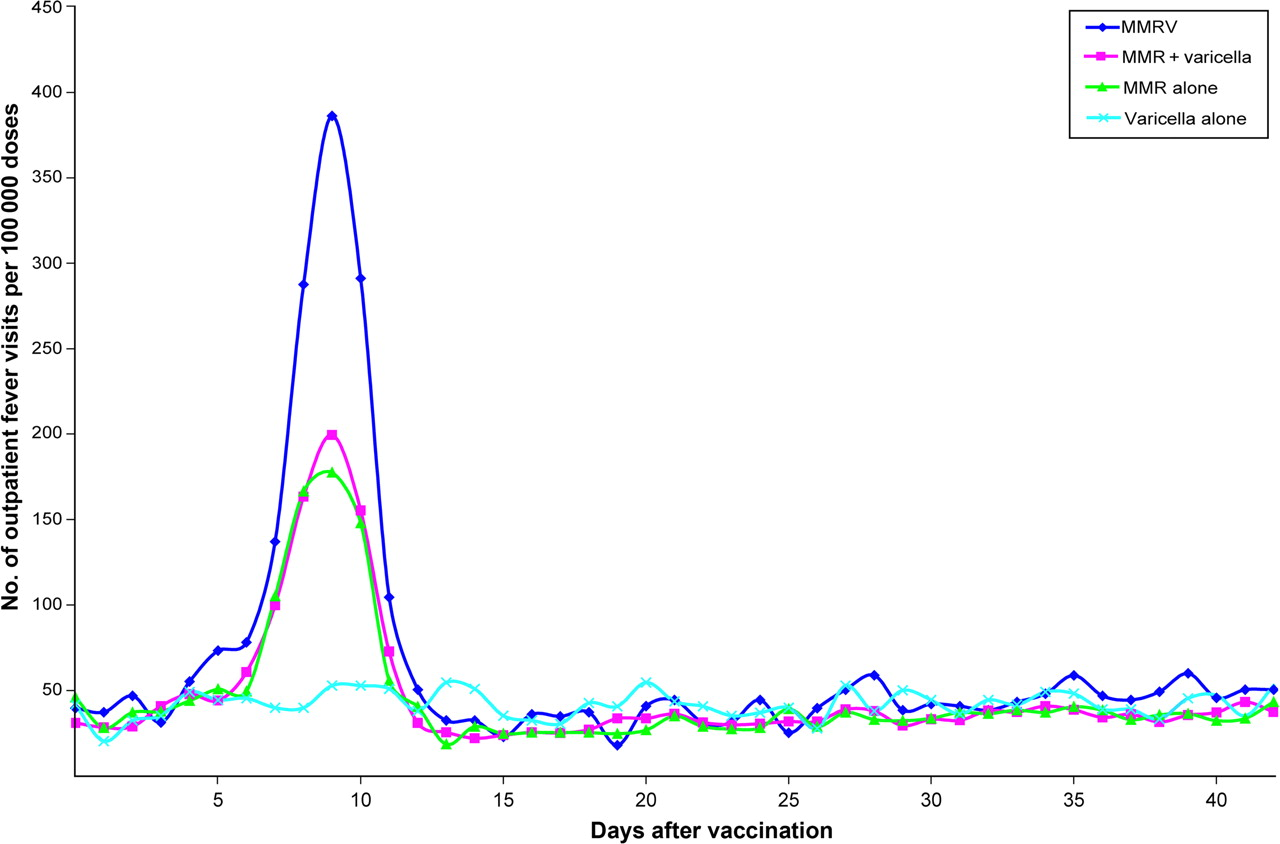 No. of outpatient fever visits per 100 000 doses
450
400
350
300
250
200
150
100
50
MMRV
MMR + varicella
MMR alone
Varicella alone
5 10 15 20 25 30 35 40
Days after vaccination